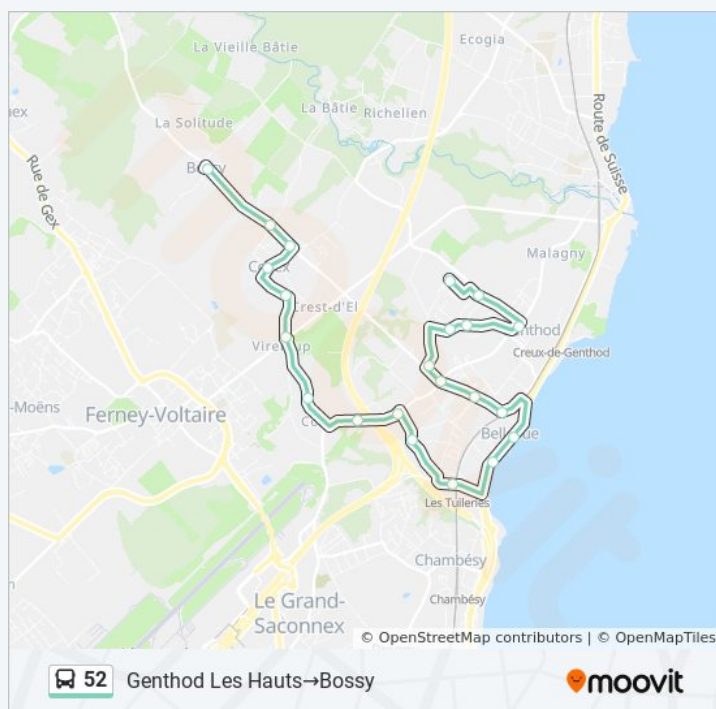 Ecogia
La Vieille Bâtie
La Bâtie
Richelien
La Solitude
Route de Suisse
Rue de Gex
Malagny
Crest-d'El
Genthod
Creux-de-Genthod
-Moëns
Ferney-Voltaire
Les Tuileries
Chambésy
Chambésy
Le Grand-
Saconnex
© OpenStreetMap contributors | © OpenMapTiles
52 Genthod Les Hauts→Bossy
moovit